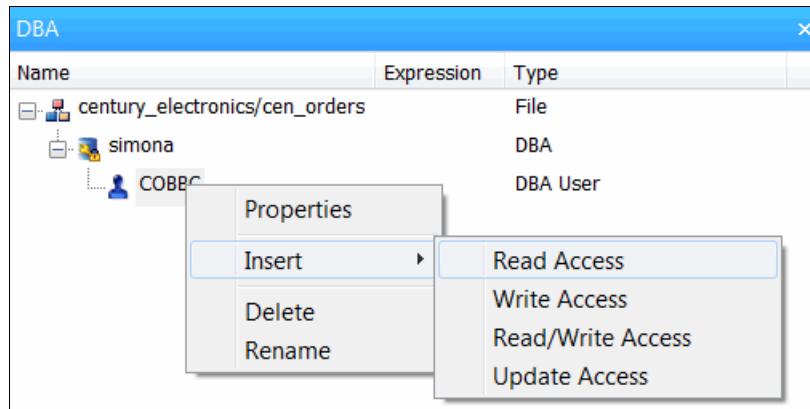 DBA
Name Expression Type
century_electronics/cen_orders File
simona DBA
DBA User
Properties
Insert
Delete
Rename
Read Access
Write Access
Read/Write Access
Update Access